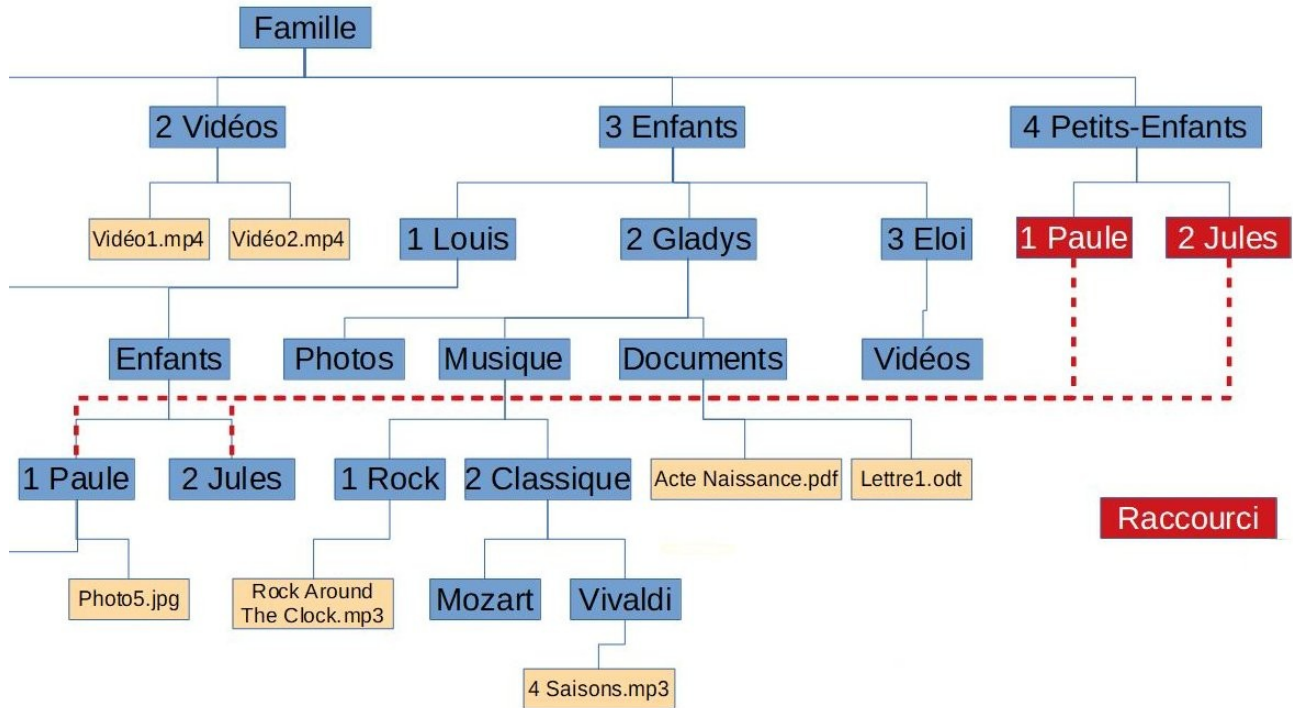 Famille
2 Vidéos
3 Enfants
4 Petits-Enfants
Vidéo1.mp4
Vidéo2.mp4
1 Louis
2 Gladys
3 Eloi
1 Paule
2 Jules
Enfants
Photos
Musique
Documents
Vidéos
1 Paule
2 Jules
1 Rock
2 Classique
Acte Naissance.pdf
Lettre1.odt
Raccourci
Photo5.jpg
Rock Around
The Clock.mp3
Mozart
Vivaldi
4 Saisons.mp3